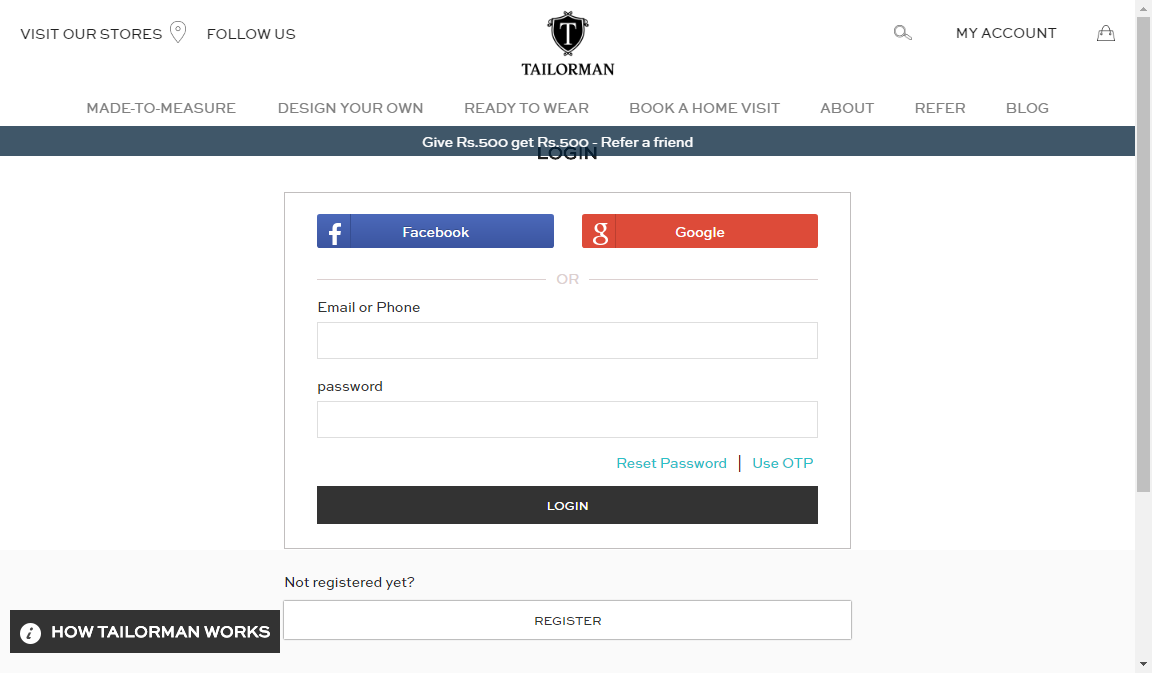 VISIT OUR STORES FOLLOW US
T
TAILORMAN
MY ACCOUNT
MADE-TO-MEASURE DESIGN YOUR OWN READY TO WEAR BOOK A HOME VISIT ABOUT REFER BLOG
Give Rs.500 get Rs.500 - Refer a friend
LOGIN
f Facebook
g Google
OR
Email or Phone
password
Reset Password | Use OTP
LOGIN
Not registered yet?
REGISTER
i HOW TAILORMAN WORKS